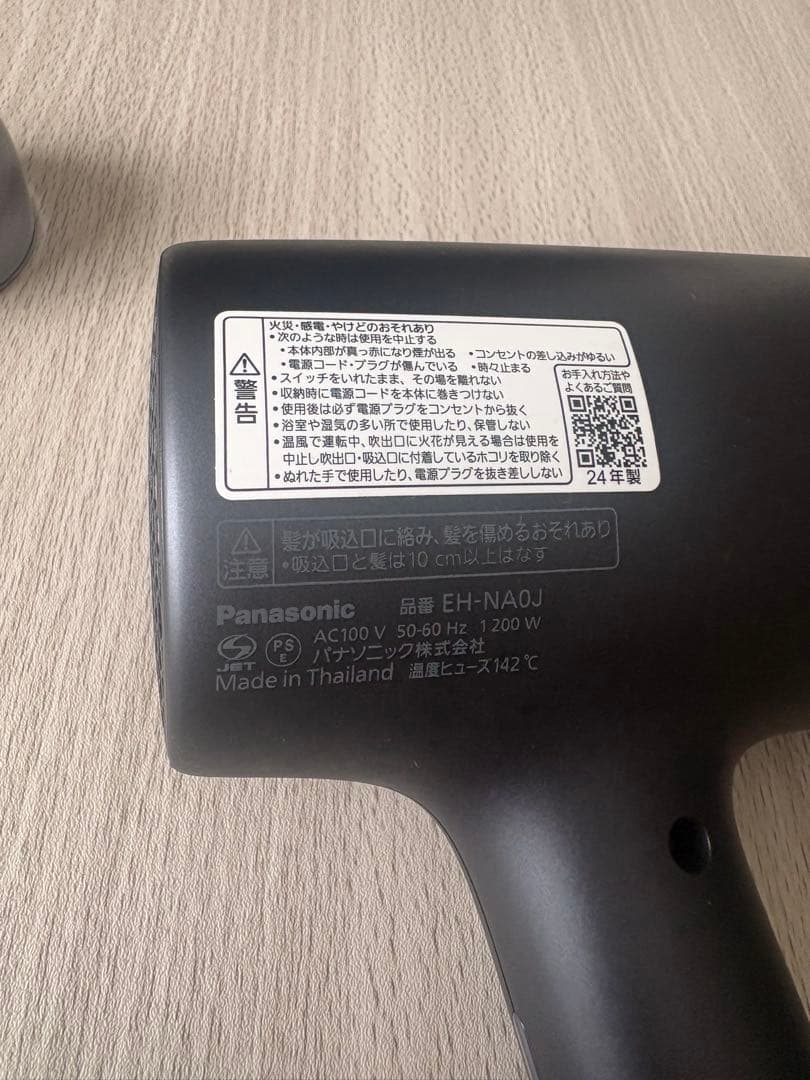 警告
火災・感電・やけどのおそれあり
•次のような時は使用を中止する
•本体内部が真っ赤になり煙が出る •コンセントの差し込みがゆるい
•電源コード・プラグが傷んでいる •時々止まる
•スイッチをいれたまま、その場を離れない
•収納時に電源コードを本体に巻きつけない
•使用後は必ず電源プラグをコンセントから抜く
•浴室や湿気の多い所で使用したり、保管しない
•温風で運転中、吹出口に火花が見える場合は使用を
中止し吹出口・吸込口に付着しているホコリを取り除く
•ぬれた手で使用したり、電源プラグを抜き差ししない
お手入れ方法や
よくあるご質問
24年製
注意
髪が吸込口に絡み、髪を傷めるおそれあり
•吸込口と髪は10 cm以上はなす
Panasonic 品番 EH-NA0J
AC100 V 50-60 Hz 1 200 W
JET
PS
E
パナソニック株式会社
Made in Thailand 温度ヒューズ142 ℃